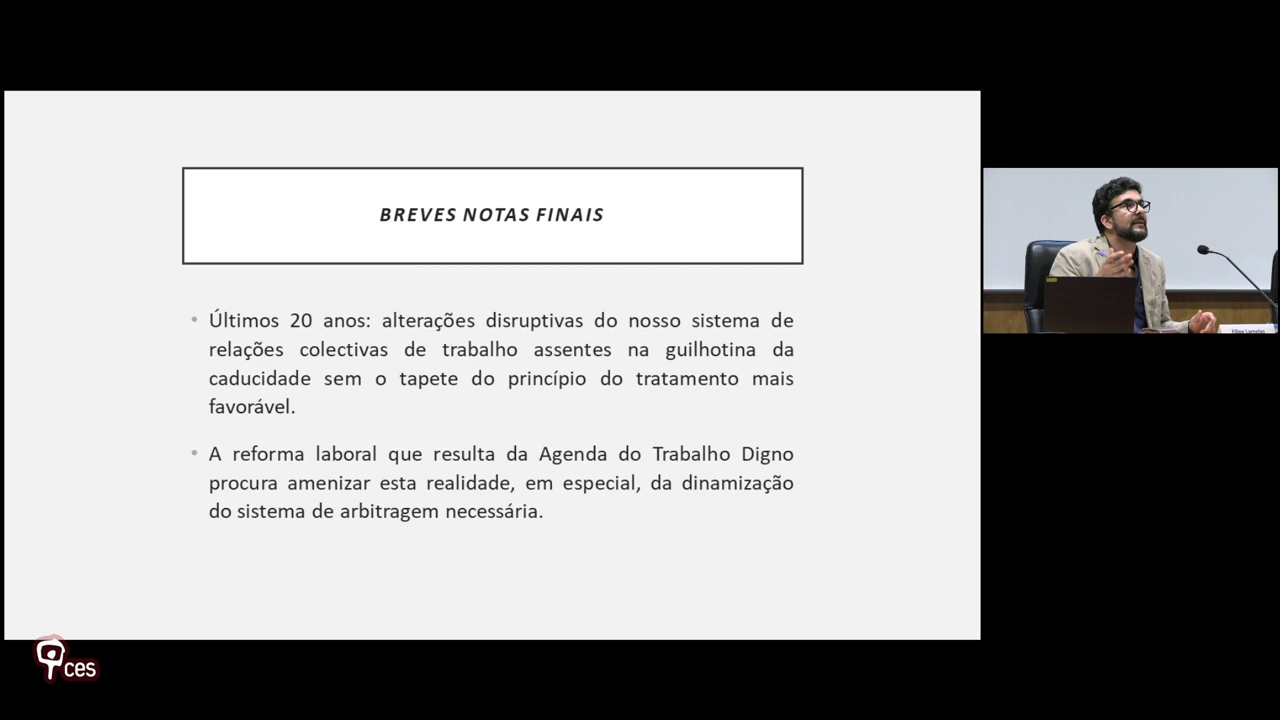 BREVES NOTAS FINAIS
• Últimos 20 anos: alterações disruptivas do nosso sistema de
relações colectivas de trabalho assentes na guilhotina da
caducidade sem o tapete do princípio do tratamento mais
favorável.
• A reforma laboral que resulta da Agenda do Trabalho Digno
procura amenizar esta realidade, em especial, da dinamização
do sistema de arbitragem necessária.
Filipe Lamelas
ces